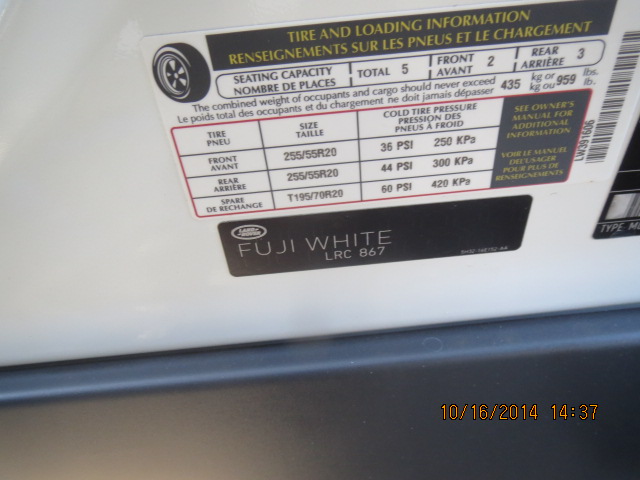 TIRE AND LOADING INFORMATION
RENSEIGNEMENTS SUR LES PNEUS ET LE CHARGEMENT
SEATING CAPACITY
NOMBRE DE PLACES
TOTAL 5
FRONT
AVANT 2
REAR
ARRIÈRE 3
The combined weight of occupants and cargo should never exceed 435 kg or 959 lbs.
Le poids total des occupants et du chargement ne doit jamais dépasser kg ou lb.
TIRE
PNEU
SIZE
TAILLE
COLD TIRE PRESSURE
PRESSION DES
PNEUS À FROID
FRONT
AVANT
255/55R20
36 PSI 250 KPa
REAR
ARRIÈRE
255/55R20
44 PSI 300 KPa
SPARE
DE RECHANGE
T195/70R20
60 PSI 420 KPa
SEE OWNER'S
MANUAL FOR
ADDITIONAL
INFORMATION
VOIR LE MANUEL
DE L'USAGER
POUR PLUS DE
RENSEIGNEMENTS
LAND ROVER
FUJI WHITE
LRC 867
TYPE
10/16/2014 14:37